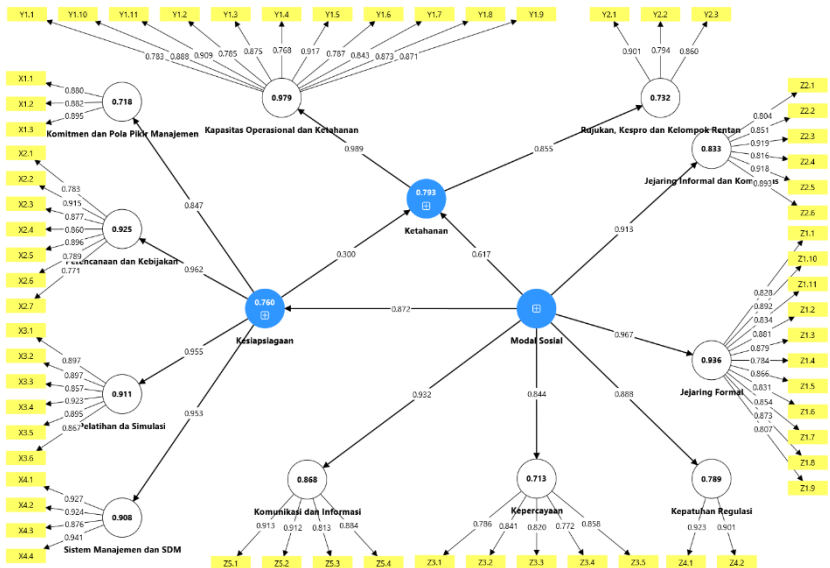 Y1.1
Y1.10
Y1.11
Y1.2
Y1.3
Y1.4
Y1.5
Y1.6
Y1.7
Y1.8
Y1.9
0.783
0.888
0.909
0.785
0.875
0.768
0.917
0.787
0.843
0.873
0.871
0.979
Kapasitas Operasional dan Ketahanan
Y2.1
Y2.2
Y2.3
0.901
0.794
0.860
0.732
Rujukan, Kespro dan Kelompok Rentan
X1.1
X1.2
X1.3
0.880
0.882
0.895
0.718
Komitmen dan Pola Pikir Manajemen
X2.1
X2.2
X2.3
X2.4
X2.5
X2.6
X2.7
0.783
0.915
0.877
0.860
0.896
0.789
0.771
0.925
Perencanaan dan Kebijakan
X3.1
X3.2
X3.3
X3.4
X3.5
X3.6
0.897
0.897
0.857
0.923
0.895
0.867
0.911
Pelatihan da Simulasi
X4.1
X4.2
X4.3
X4.4
0.927
0.924
0.876
0.941
0.908
Sistem Manajemen dan SDM
0.847
0.962
0.955
0.953
0.760
Kesiapsiagaan
0.989
0.855
0.793
Ketahanan
0.300
0.617
0.872
Modal Sosial
0.913
0.967
0.932
0.844
0.888
Z2.1
Z2.2
Z2.3
Z2.4
Z2.5
Z2.6
0.804
0.851
0.919
0.816
0.918
0.893
0.833
Jejaring Informal dan
Z1.1
Z1.10
Z1.11
Z1.2
Z1.3
Z1.4
Z1.5
Z1.6
Z1.7
Z1.8
Z1.9
0.828
0.892
0.834
0.881
0.879
0.784
0.866
0.831
0.854
0.873
0.807
0.936
Jejaring Formal
0.868
Komunikasi dan Informasi
0.913
0.912
0.813
0.884
Z5.1
Z5.2
Z5.3
Z5.4
0.713
Kepercayaan
0.786
0.841
0.820
0.772
0.858
Z3.1
Z3.2
Z3.3
Z3.4
Z3.5
0.789
Kepatuhan Regulasi
0.923
0.901
Z4.1
Z4.2